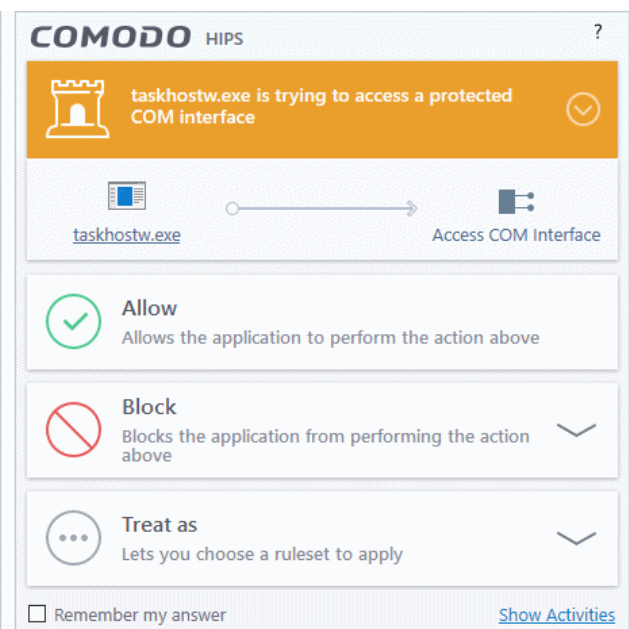 COMODO HIPS ?
taskhostw.exe is trying to access a protected
COM interface
taskhostw.exe Access COM Interface
Allow
Allows the application to perform the action above
Block
Blocks the application from performing the action
above
Treat as
Lets you choose a ruleset to apply
Remember my answer Show Activities